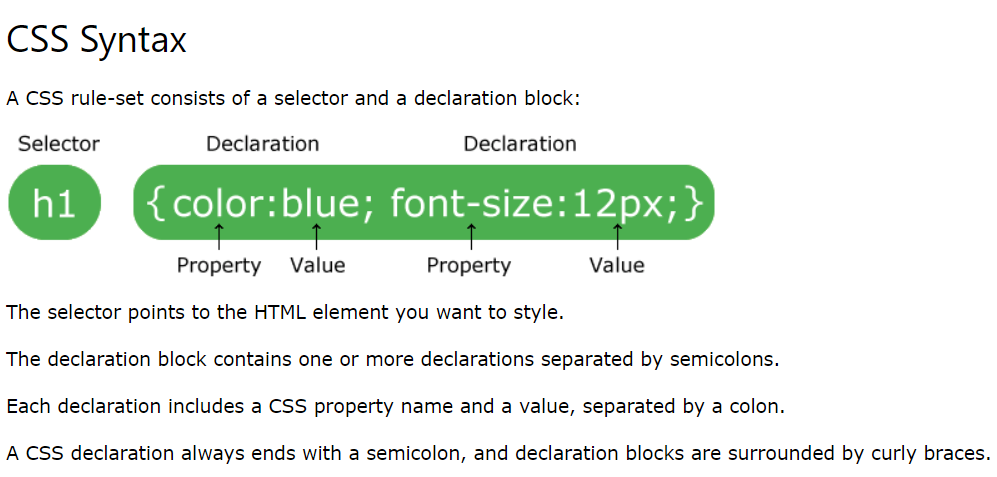 CSS Syntax
A CSS rule-set consists of a selector and a declaration block:
Selector Declaration Declaration
h1 {color:blue; font-size:12px;}
Property Value Property Value
The selector points to the HTML element you want to style.
The declaration block contains one or more declarations separated by semicolons.
Each declaration includes a CSS property name and a value, separated by a colon.
A CSS declaration always ends with a semicolon, and declaration blocks are surrounded by curly braces.